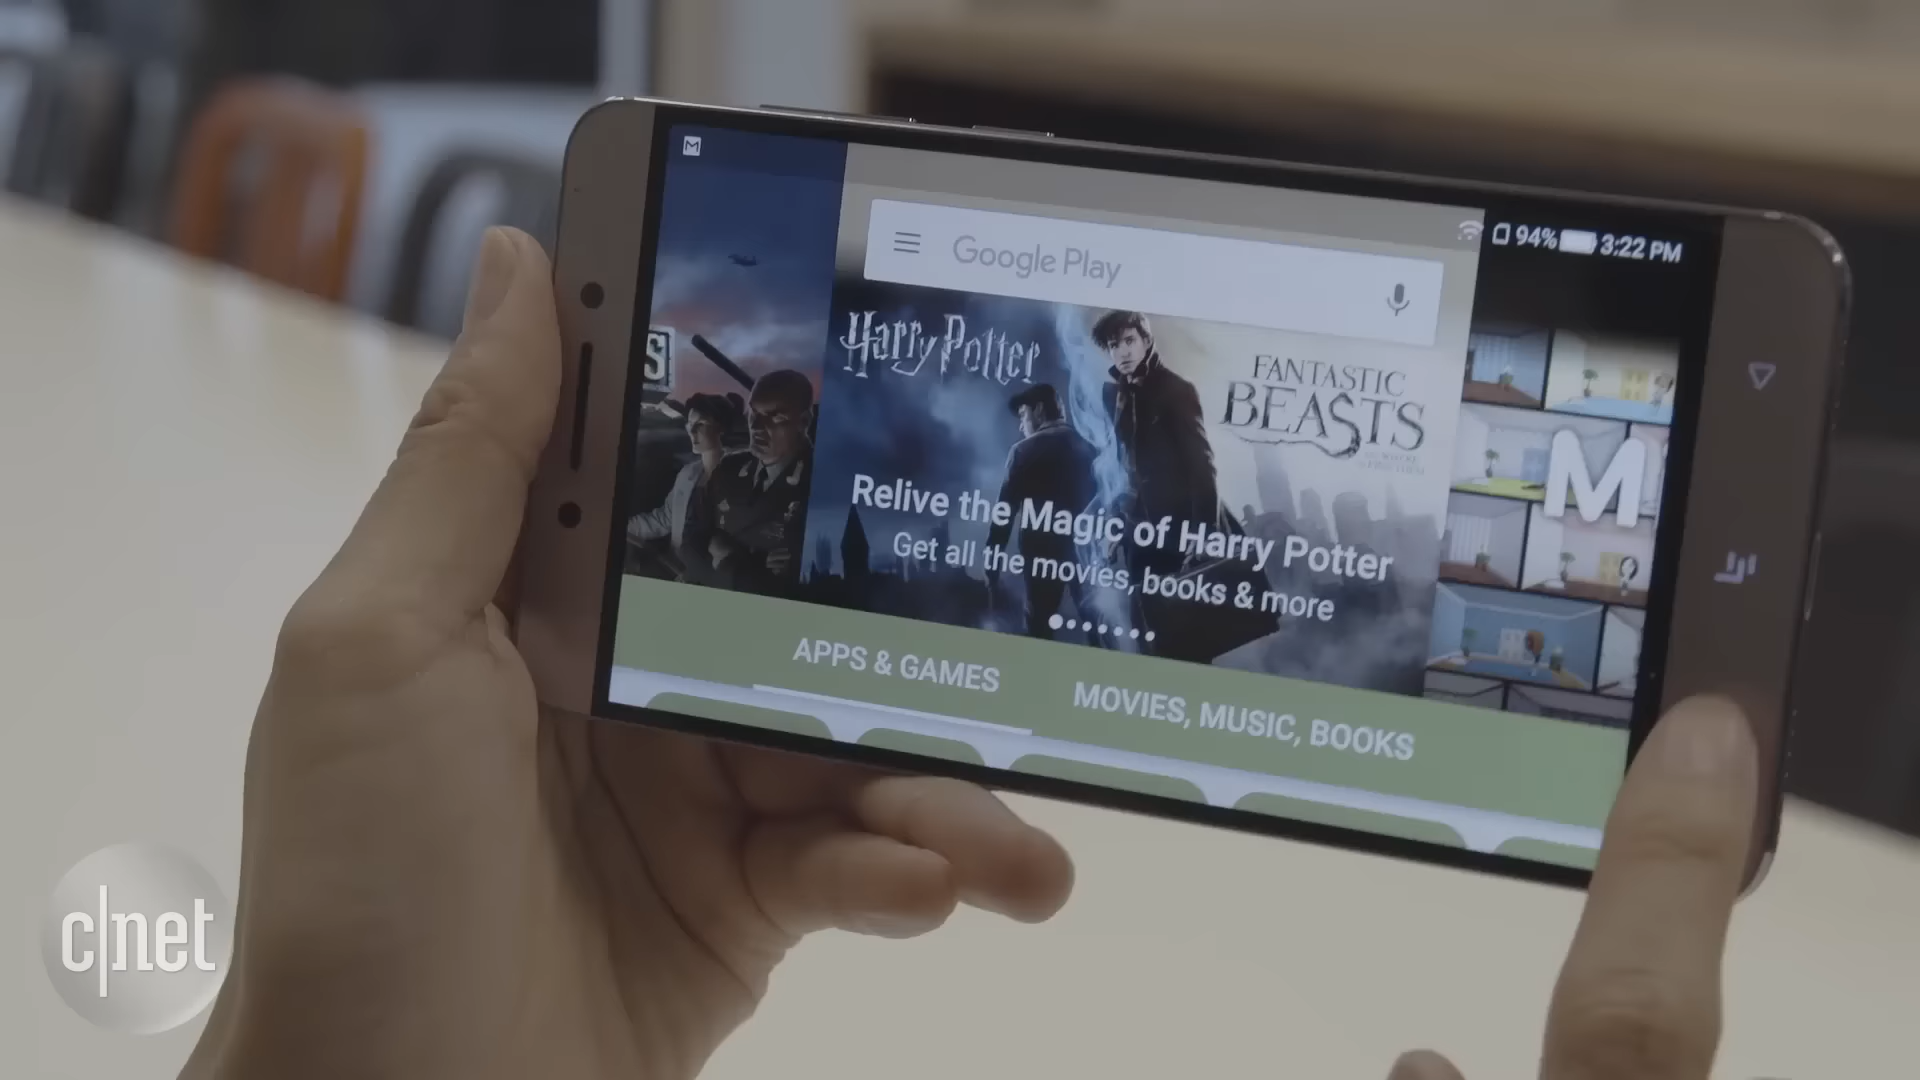 94% 3:22 PM
Google Play
Harry Potter
FANTASTIC
BEASTS
Relive the Magic of Harry Potter
Get all the movies, books & more
APPS & GAMES
MOVIES, MUSIC, BOOKS
S
M
c|net